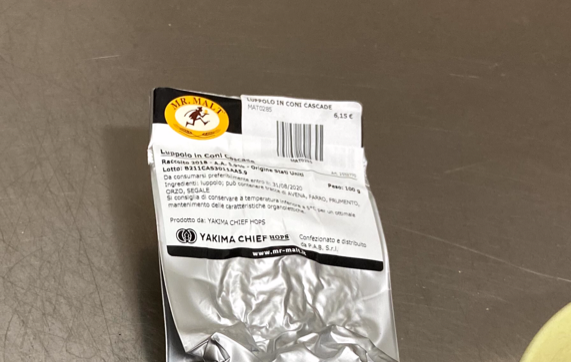 MR. MALT
LUPPOLO IN CONI CASCADE
MAT0285
6,15 €
Luppolo in Coni Cascade
Raccolto 2018 - A.A. - Origine Stati Uniti
Lotto:
Peso: 100 g
Da consumarsi preferibilmente entro il: 31/08/2020
Ingredienti: luppolo; può contenere tracce di AVENA, FARRO, FRUMENTO,
ORZO, SEGALE
Si consiglia di conservare a temperatura inferiore a per un ottimale
mantenimento delle caratteristiche organolettiche.
Prodotto da: YAKIMA CHIEF HOPS
YAKIMA CHIEF HOPS
Confezionato e distribuito
da P.A.B. S.r.l.
www.mr-malt.it